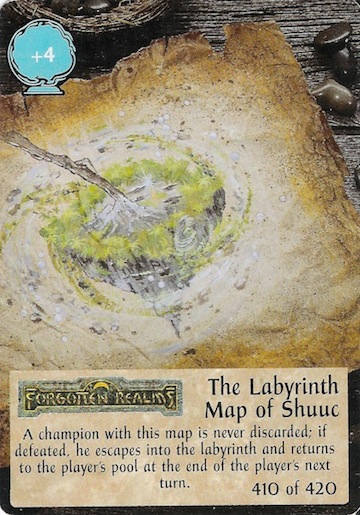 +4
FORGOTTEN REALMS
The Labyrinth
Map of Shuuc
A champion with this map is never discarded; if
defeated, he escapes into the labyrinth and returns
to the player's pool at the end of the player's next
turn.
410 of 420